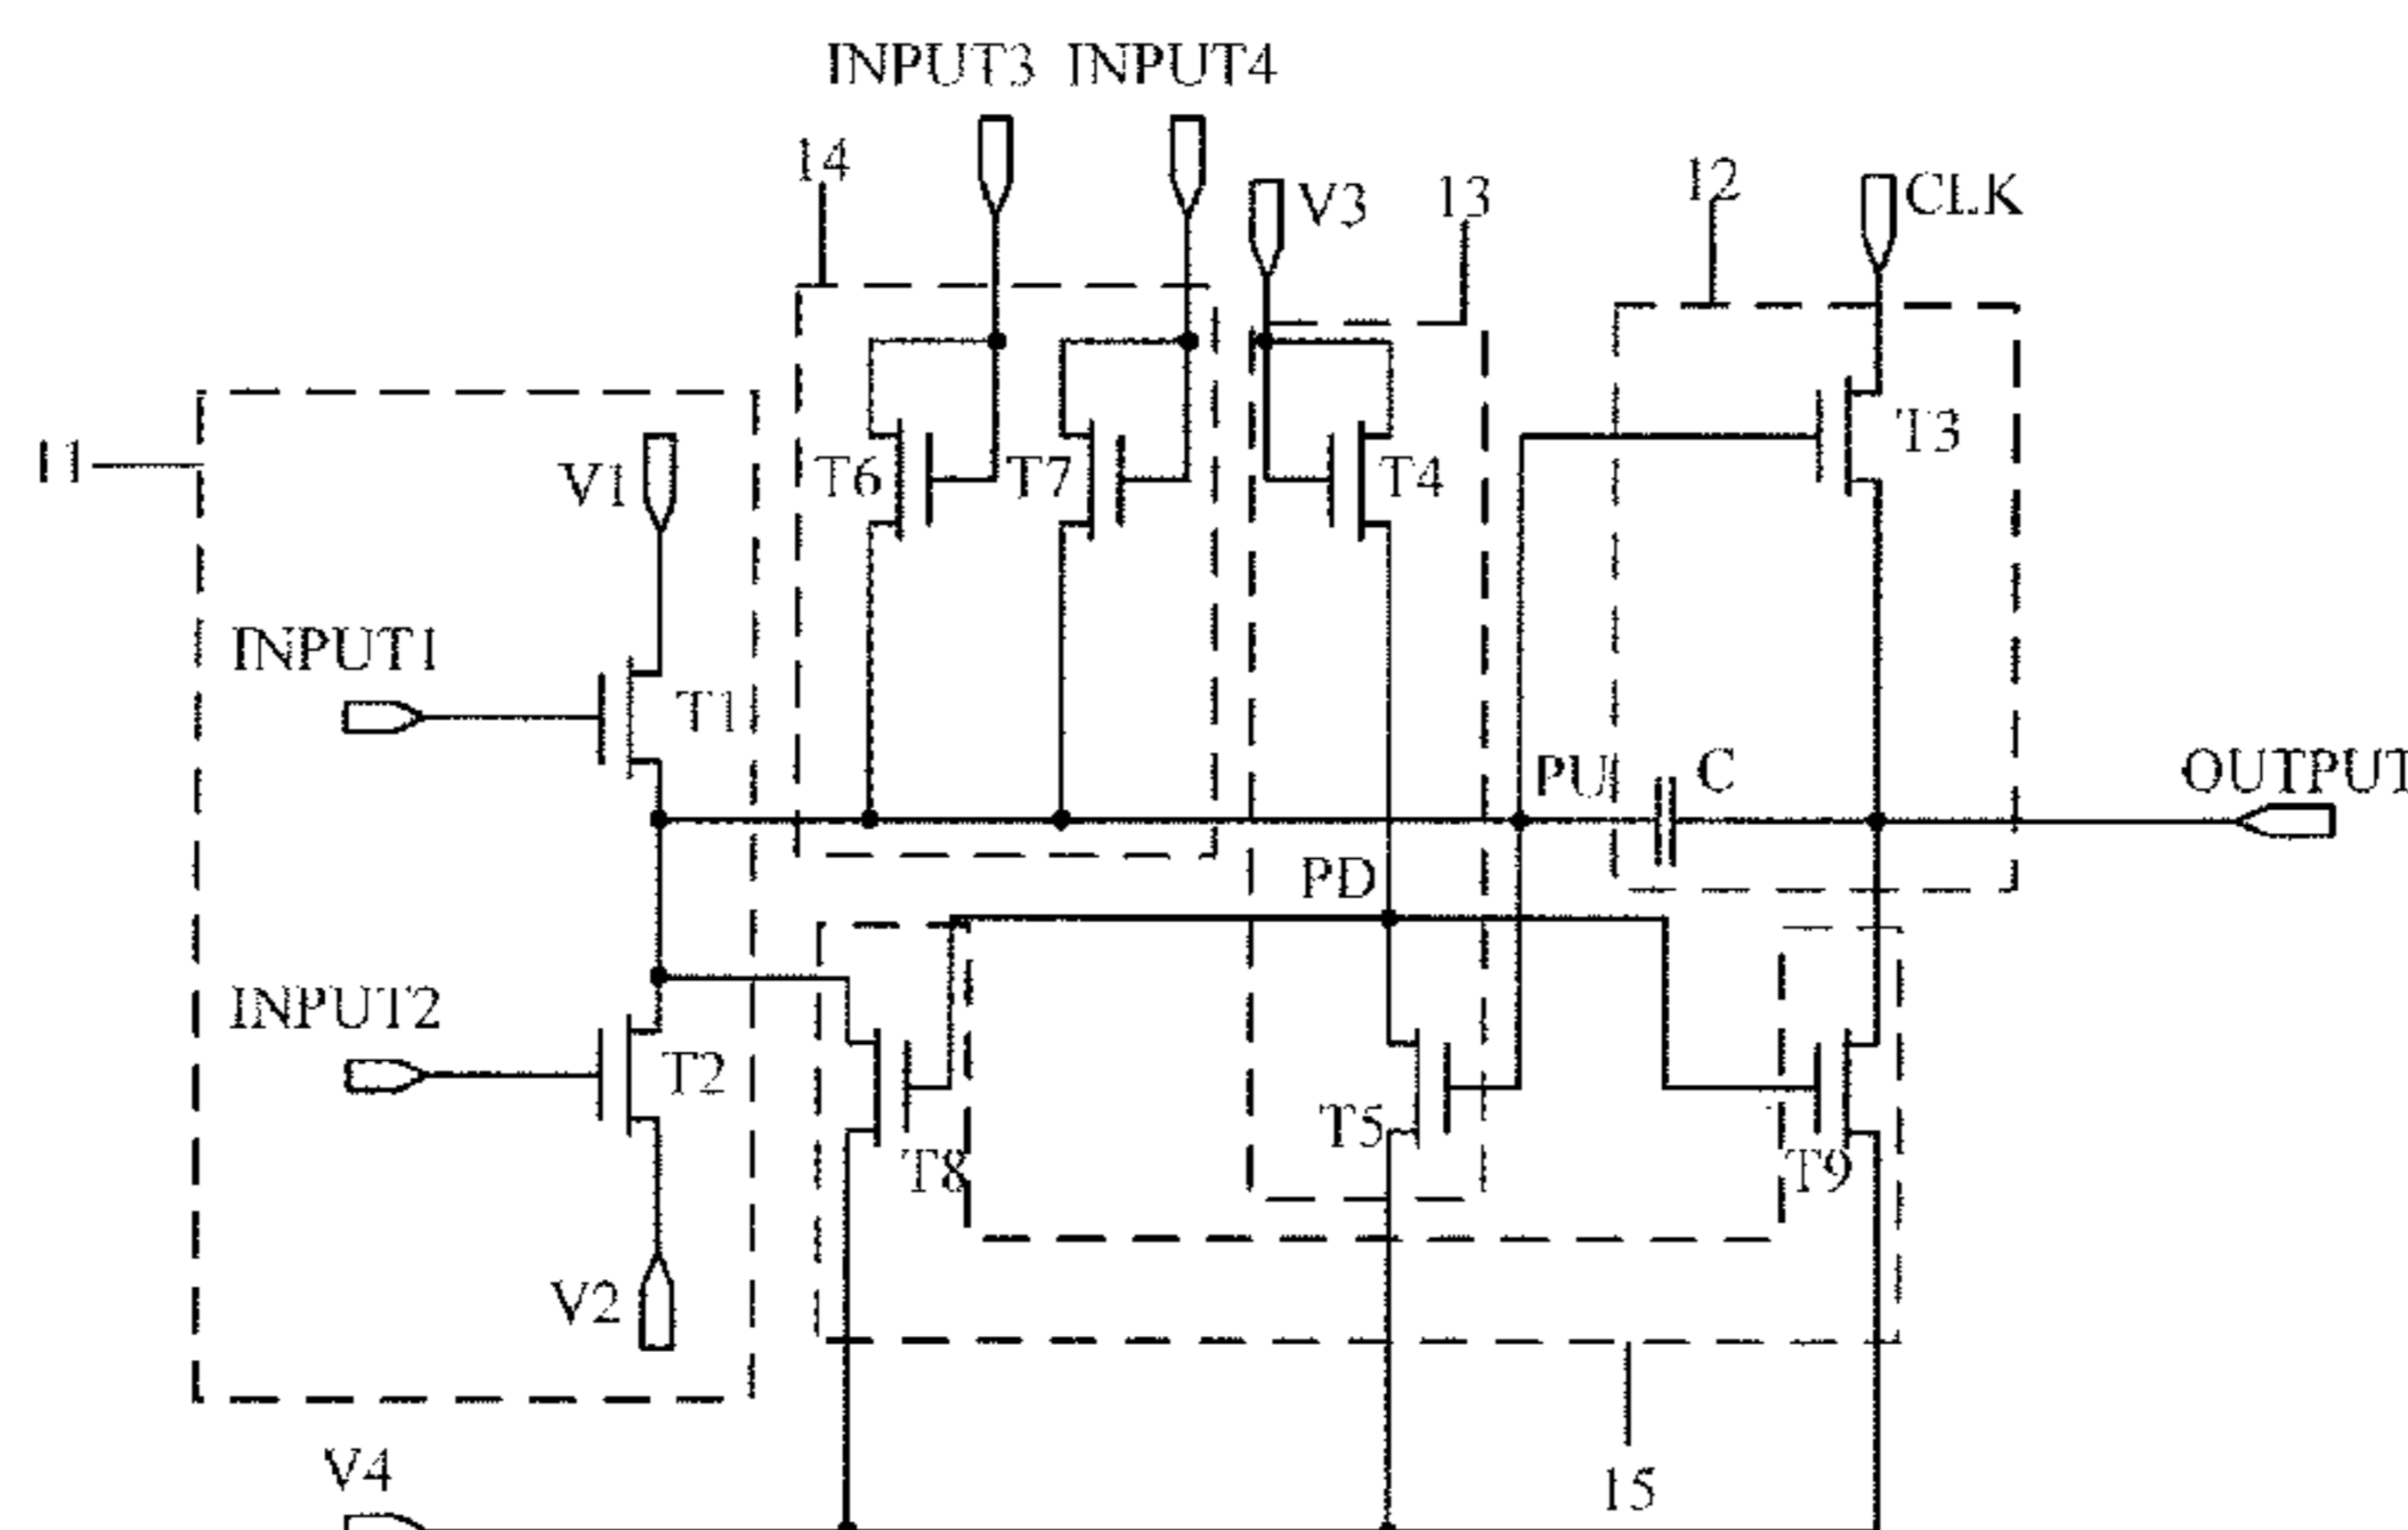 INPUT3 INPUT4
14
V3
13
12
CLK
11
V1
T6
T7
T4
T3
INPUT1
T1
PU
C
OUTPUT
PD
INPUT2
T2
T5
T8
T9
V2
V4
15